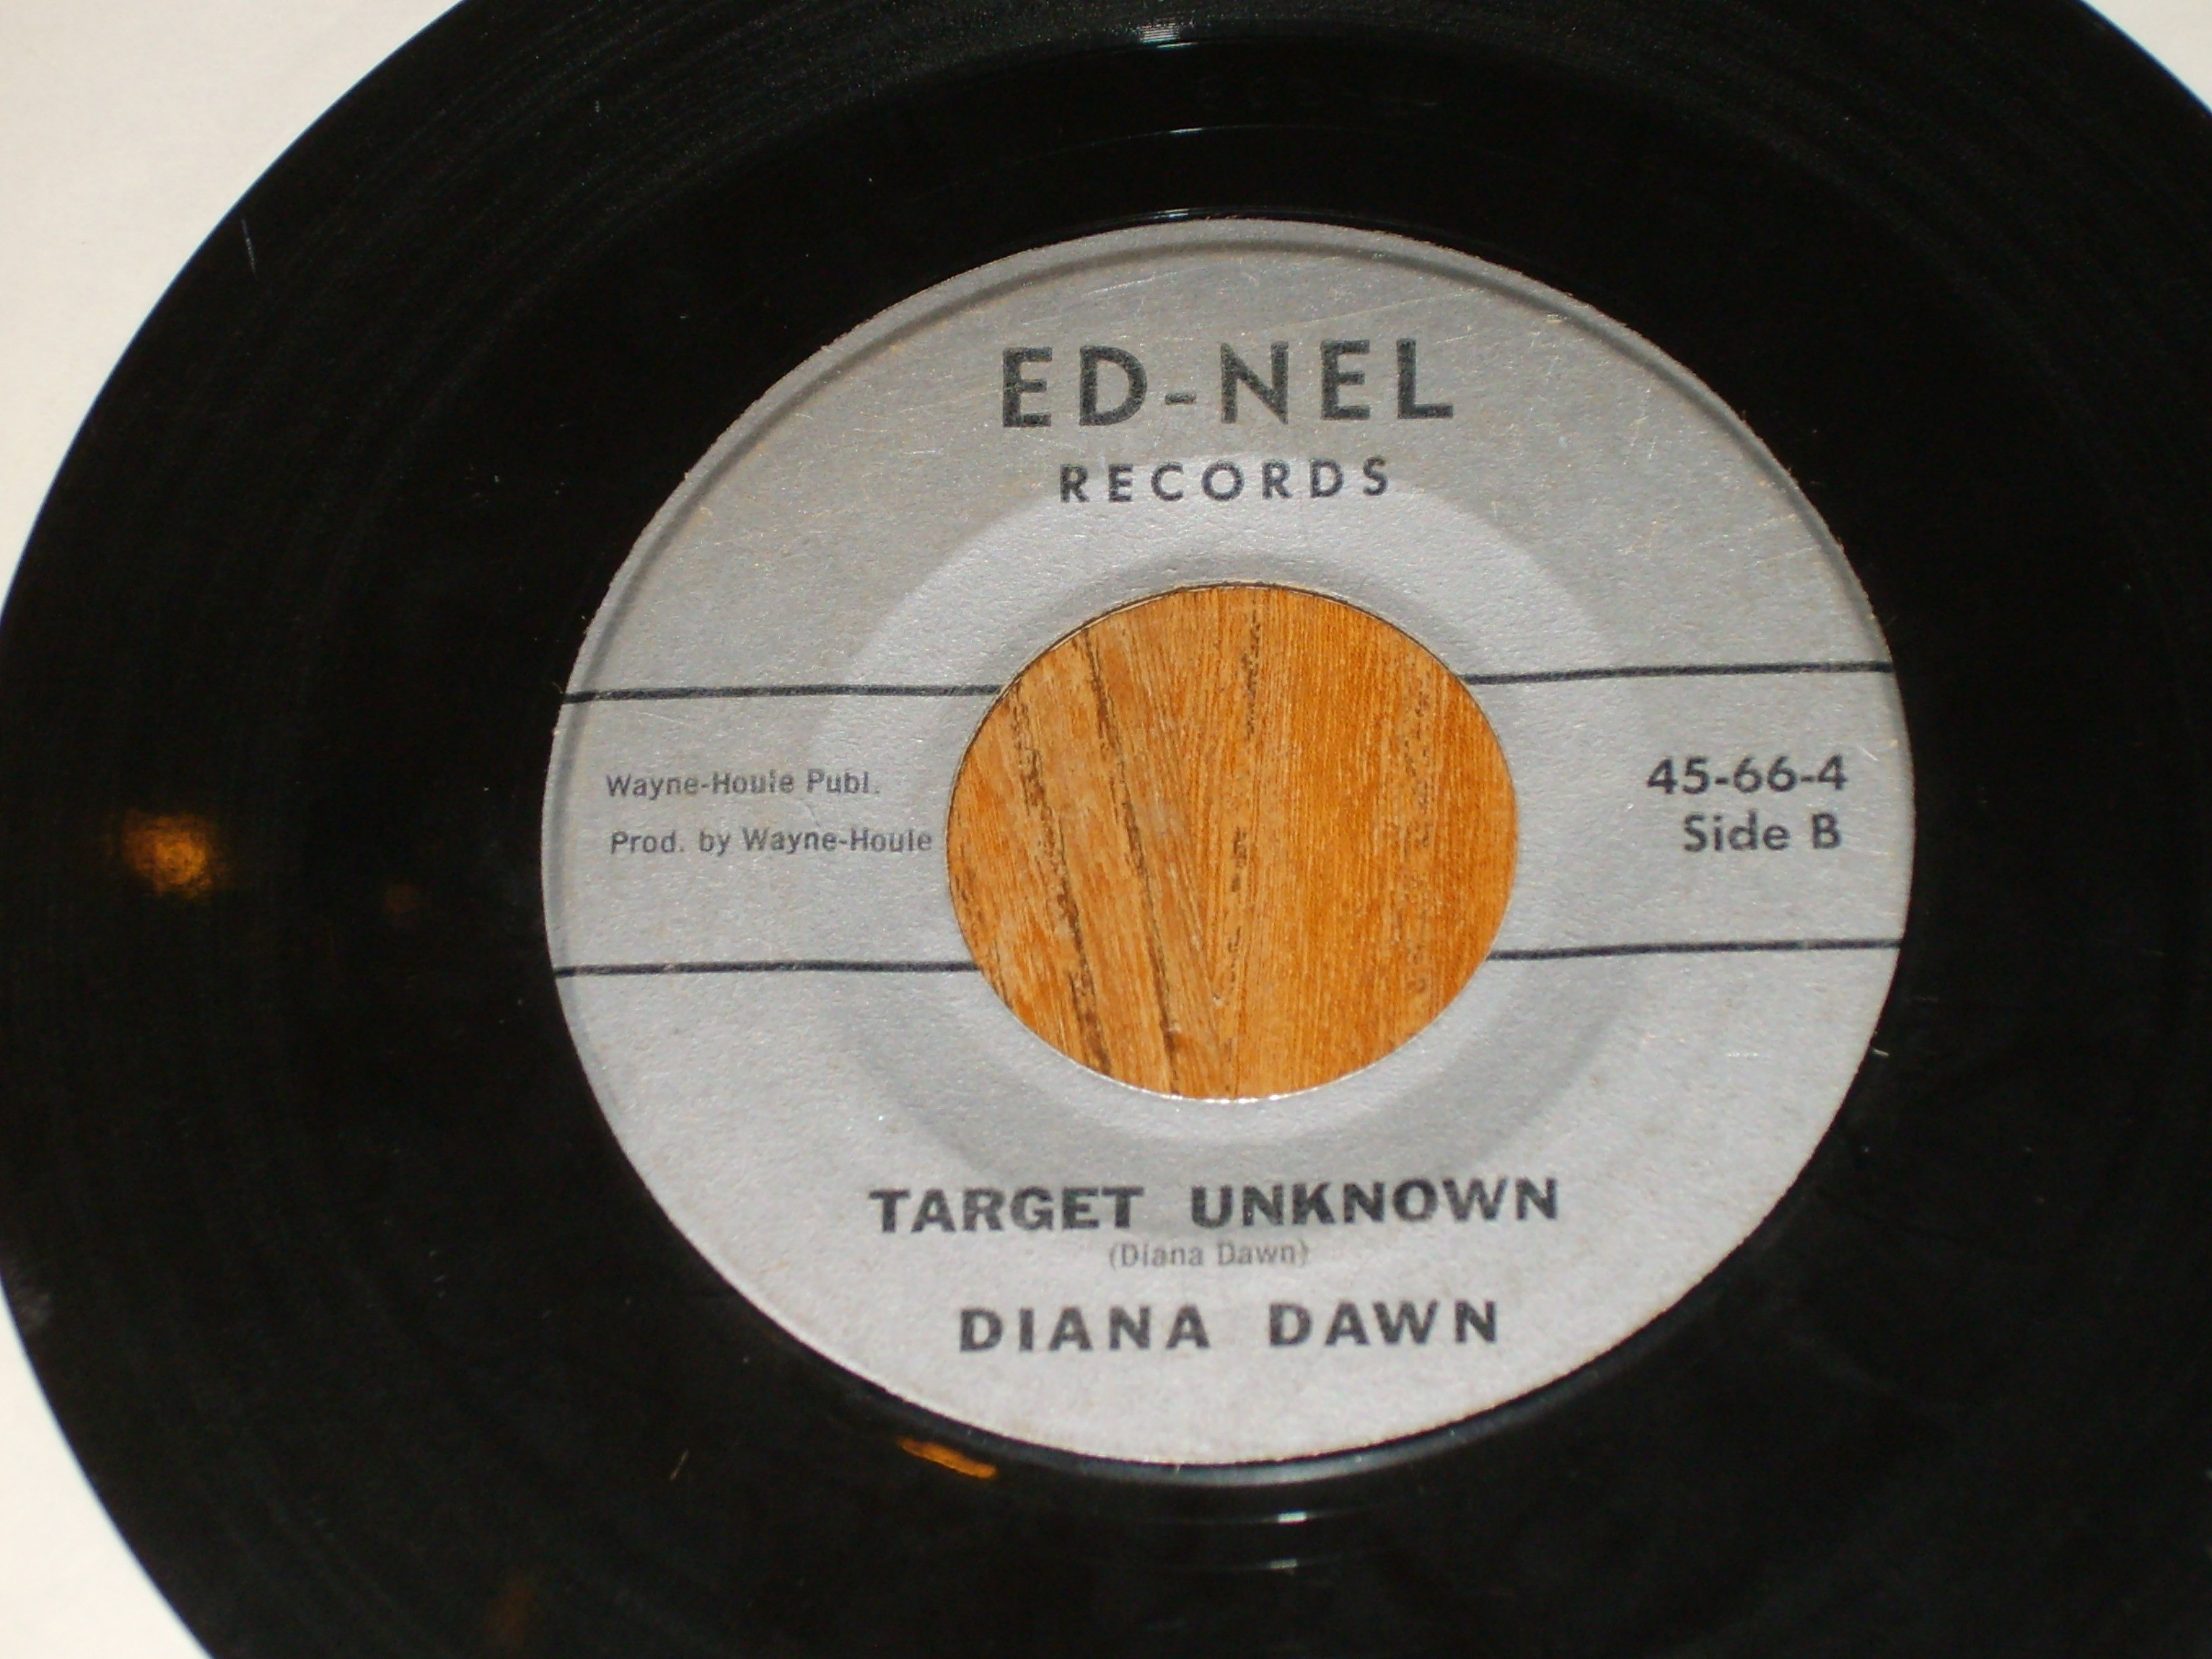 ED-NEL
RECORDS
Wayne-Houle Publ.
Prod. by Wayne-Houle
45-66-4
Side B
TARGET UNKNOWN
(Diana Dawn)
DIANA DAWN